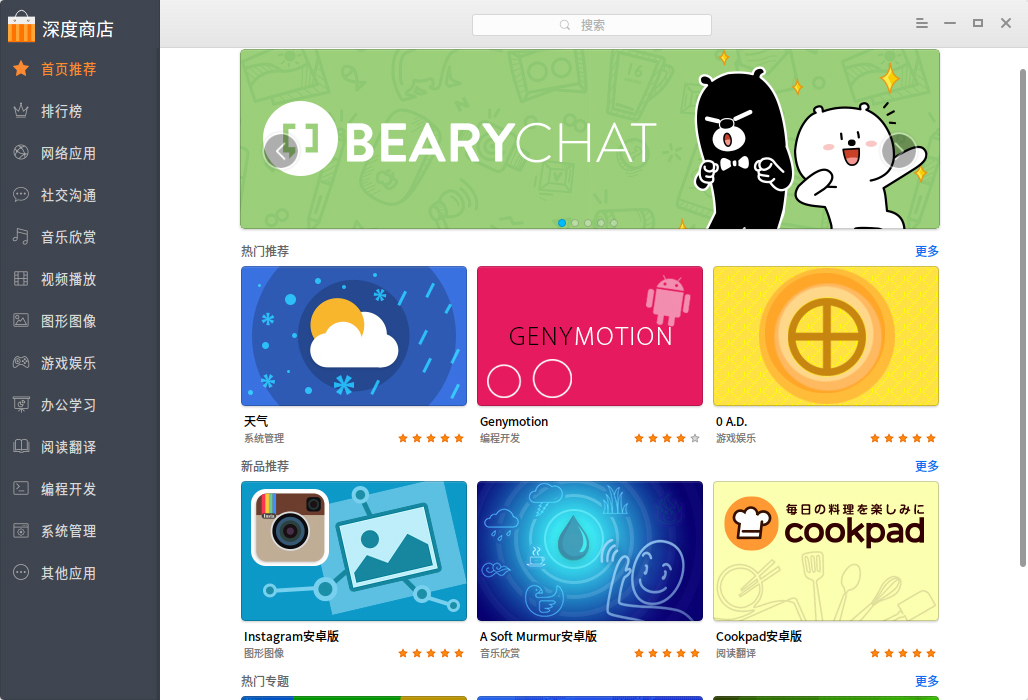 深度商店
搜索
首页推荐
排行榜
网络应用
社交沟通
音乐欣赏
视频播放
图形图像
游戏娱乐
办公学习
阅读翻译
编程开发
系统管理
其他应用
BEARYCHAT
热门推荐 更多
GENYMOTION
天气
系统管理
Genymotion
编程开发
0 A.D.
游戏娱乐
新品推荐 更多
Insta
毎日の料理を楽しみに
cookpad
Instagram安卓版
图形图像
A Soft Murmur安卓版
音乐欣赏
Cookpad安卓版
阅读翻译
热门专题 更多